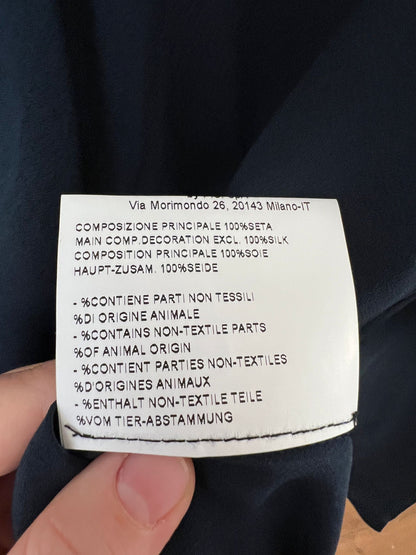 Via Morimondo 26, 20143 Milano-IT
COMPOSIZIONE PRINCIPALE 100%SETA
MAIN COMP.DECORATION EXCL. 100%SILK
COMPOSITION PRINCIPALE 100%SOIE
HAUPT-ZUSAM. 100%SEIDE
- %CONTIENE PARTI NON TESSILI
%DI ORIGINE ANIMALE
- %CONTAINS NON-TEXTILE PARTS
%OF ANIMAL ORIGIN
- %CONTIENT PARTIES NON-TEXTILES
%D'ORIGINES ANIMAUX
- %ENTHALT NON-TEXTILE TEILE
%VOM TIER-ABSTAMMUNG